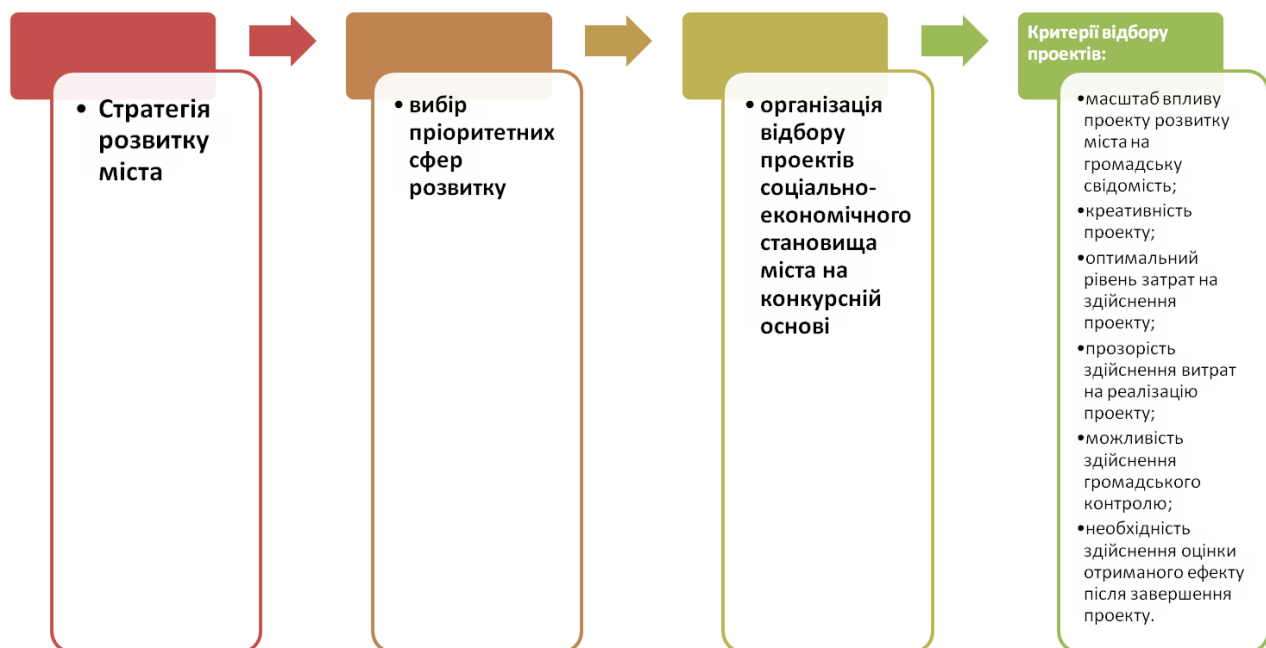 • Стратегія
розвитку
міста
• вибір
пріоритетних
сфер
розвитку
• організація
відбору
проектів
соціально-
економічного
становища
міста на
конкурсній
основі
Критерії відбору
проектів:
•масштаб впливу
проекту розвитку
міста на
громадську
свідомість;
•креативність
проекту;
•оптимальний
рівень затрат на
здійснення
проекту;
•прозорість
здійснення витрат
на реалізацію
проекту;
•можливість
здійснення
громадського
контролю;
•необхідність
здійснення оцінки
отриманого ефекту
після завершення
проекту.